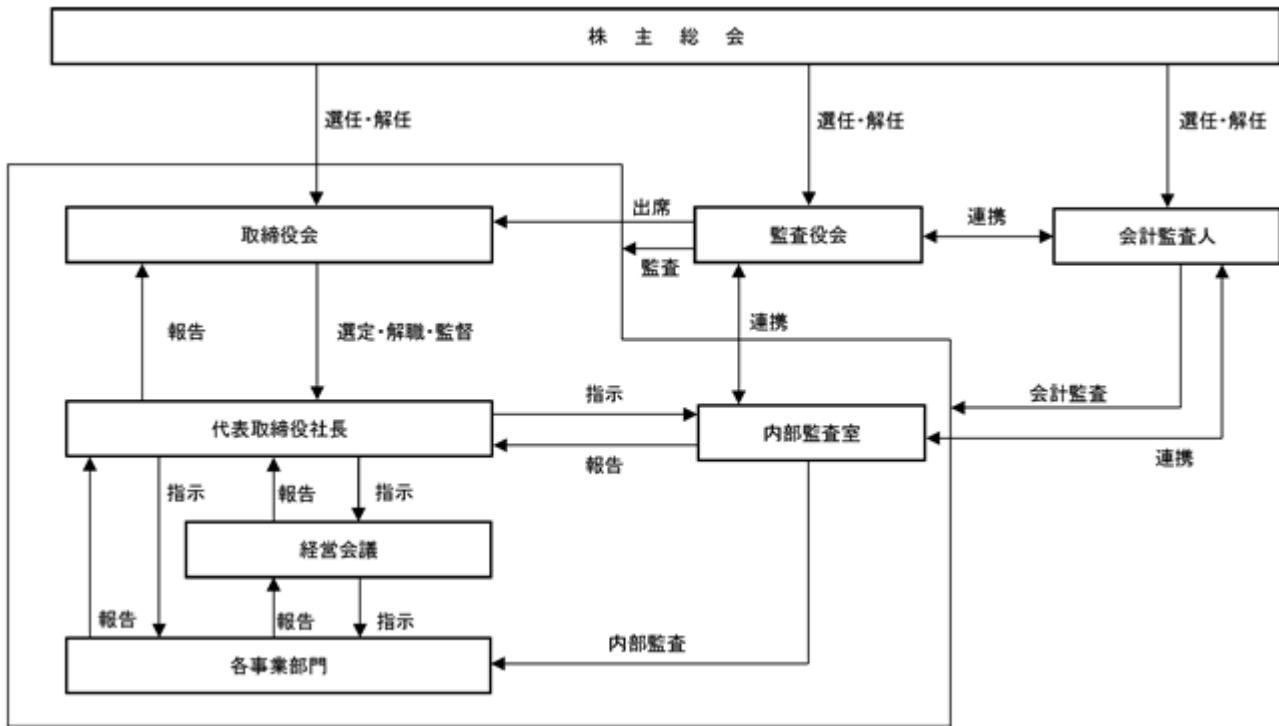 株主総会
選任・解任
選任・解任
選任・解任
取締役会
出席
監査
監査役会
連携
会計監査人
報告
選定・解職・監督
連携
代表取締役社長
指示
報告
内部監査室
会計監査
連携
指示
報告
指示
経営会議
報告
報告
指示
各事業部門
内部監査